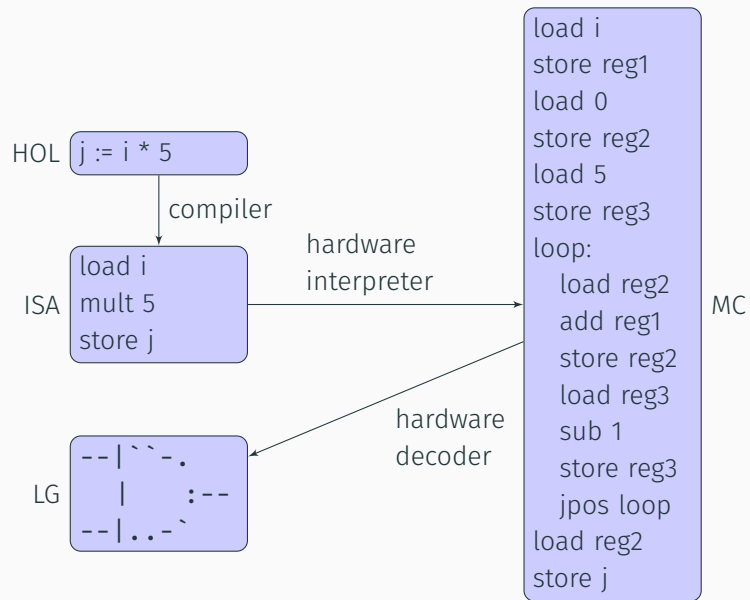 HOL
j := i * 5
compiler
ISA
load i
mult 5
store j
hardware
interpreter
load i
store reg1
load 0
store reg2
load 5
store reg3
loop:
load reg2
add reg1
store reg2
load reg3
sub 1
store reg3
jpos loop
load reg2
store j
MC
hardware
decoder
LG
--|``-.
  |   :--
--|..-`